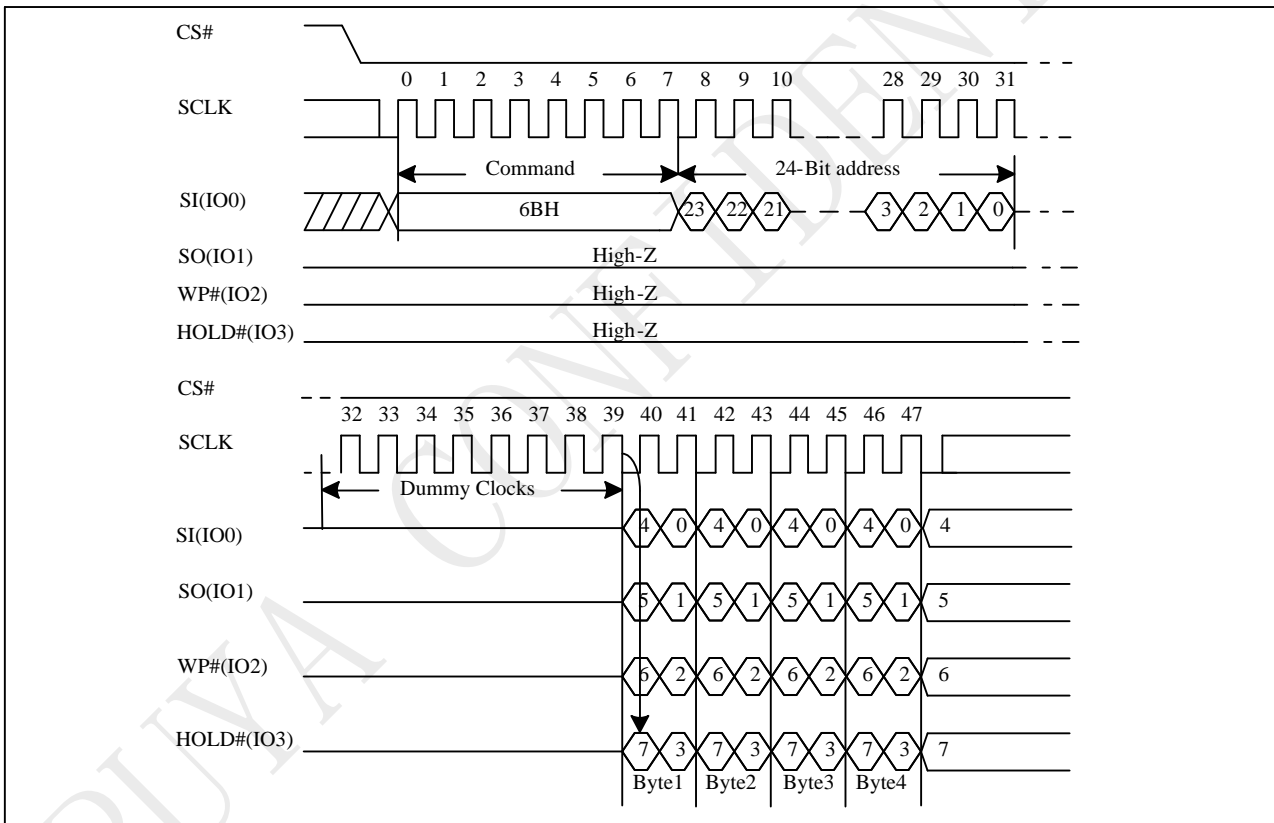 CS#
0 1 2 3 4 5 6 7 8 9 10 28 29 30 31
SCLK
Command 24-Bit address
SI(IO0) 6BH 23 22 21 3 2 1 0
SO(IO1) High-Z
WP#(IO2) High-Z
HOLD#(IO3) High-Z
CS#
32 33 34 35 36 37 38 39 40 41 42 43 44 45 46 47
SCLK
Dummy Clocks
SI(IO0) 4 0 4 0 4 0 4 0 4
SO(IO1) 5 1 5 1 5 1 5 1 5
WP#(IO2) 6 2 6 2 6 2 6 2 6
HOLD#(IO3) 7 3 7 3 7 3 7 3 7
Byte1 Byte2 Byte3 Byte4
PUYA CONFIDENT